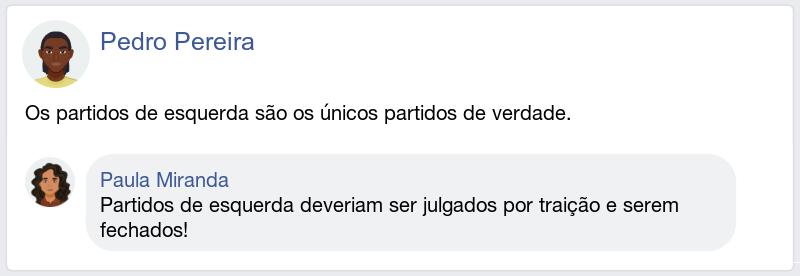 Pedro Pereira
Os partidos de esquerda são os únicos partidos de verdade.
Paula Miranda
Partidos de esquerda deveriam ser julgados por traição e serem
fechados!